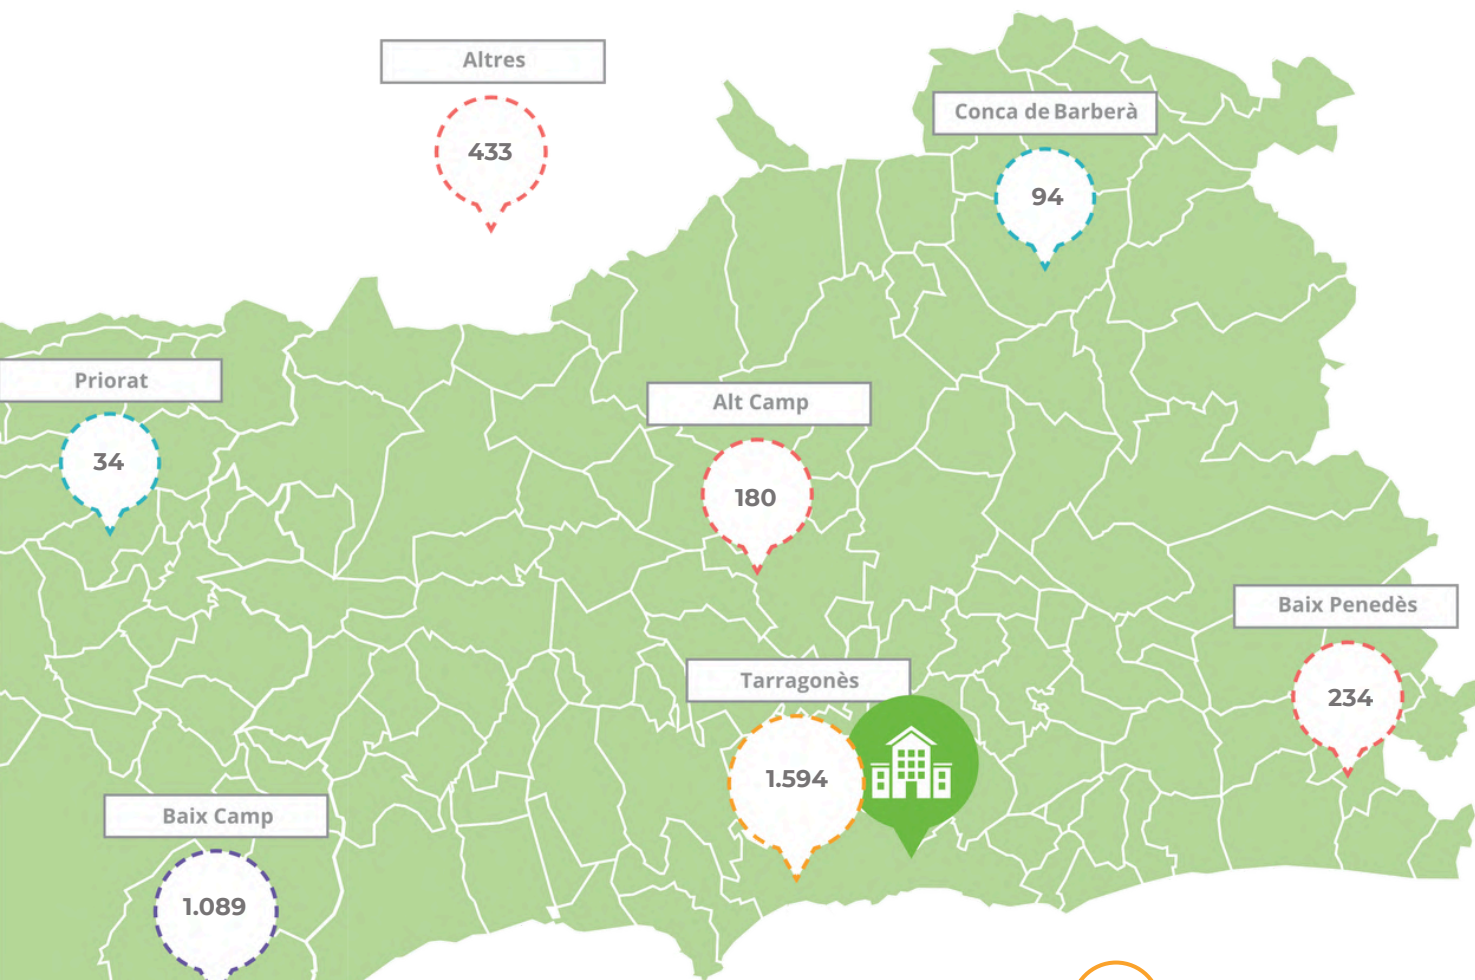 Altres
433
Conca de Barberà
94
Priorat
34
Alt Camp
180
Baix Penedès
234
Tarragonès
1.594
Baix Camp
1.089